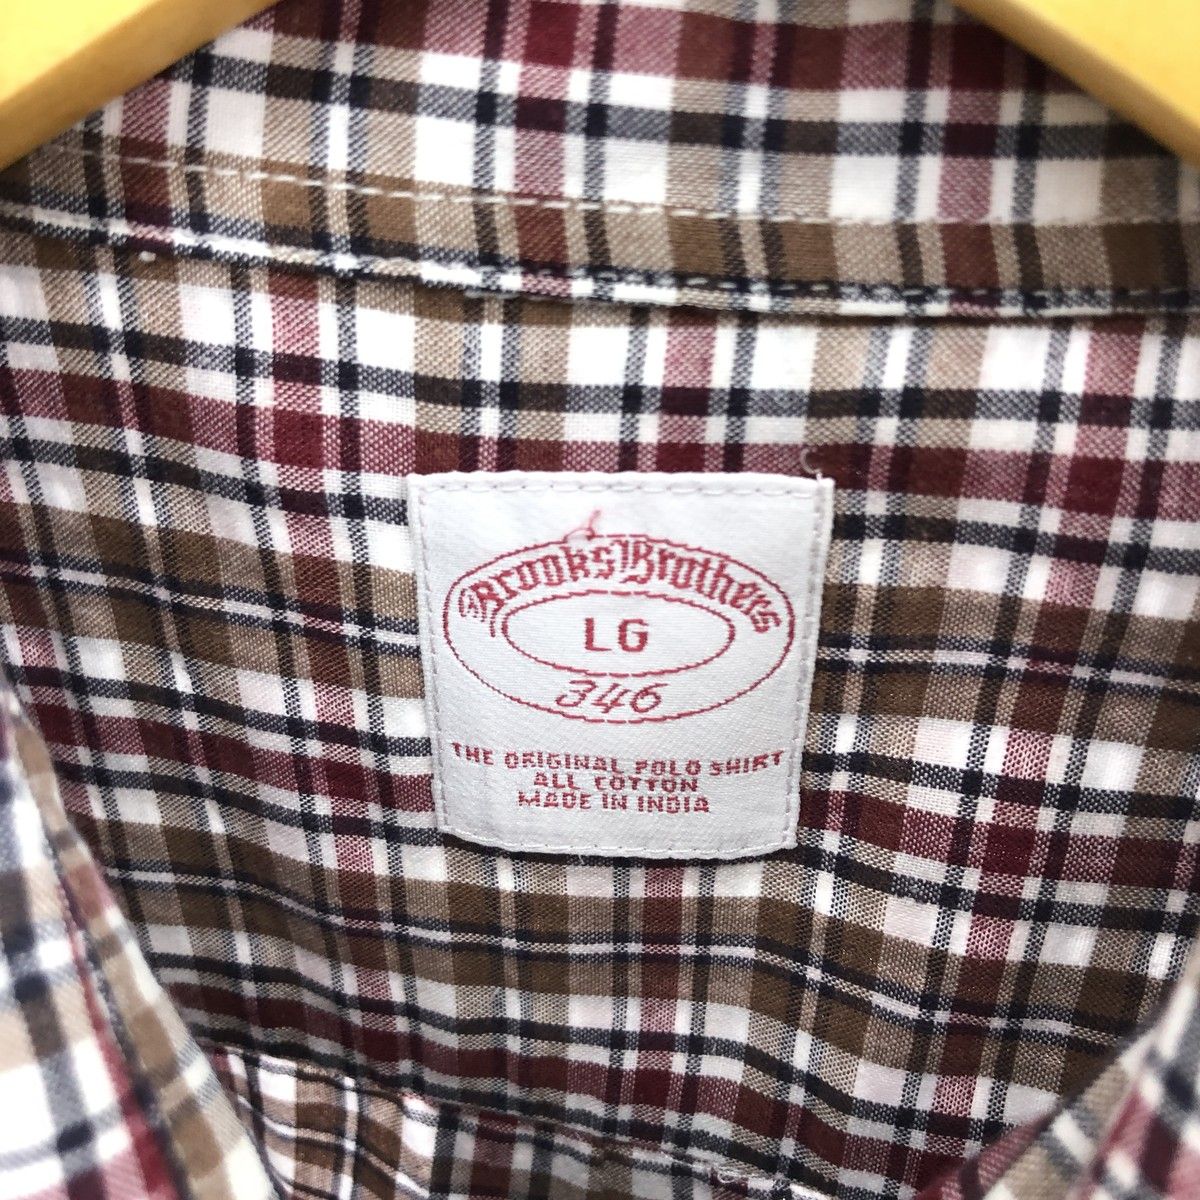 Brooks Brothers
LG
346
THE ORIGINAL POLO SHIRT
ALL COTTON
MADE IN INDIA